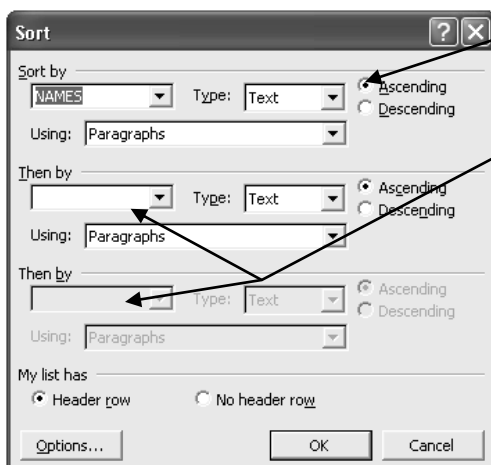 Sort
Sort by
NAMES Type: Text Ascending
Descending
Using: Paragraphs
Then by
Type: Text Ascending
Descending
Using: Paragraphs
Then by
Type: Text Ascending
Descending
Using: Paragraphs
My list has
Header row No header row
Options... OK Cancel